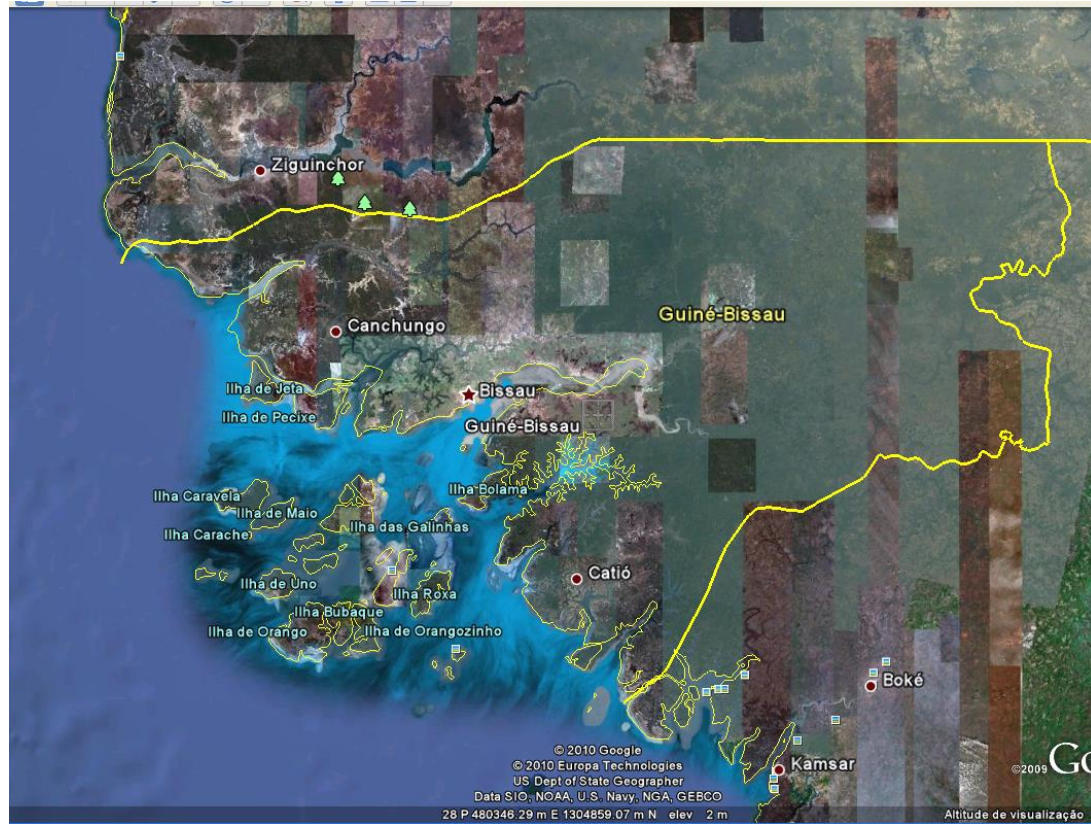 Ziguinchor
Guiné-Bissau
Canchungo
Ilha de Jeta
Bissau
Ilha de Pecixe
Guiné-Bissau
Ilha Caravela
Ilha Bolama
Ilha de Maio
Ilha das Galinhas
Ilha Carache
Catió
Ilha de Uno
Ilha Roxa
Ilha Bubaque
Ilha de Orango
Ilha de Orangozinho
Boké
Kamsar
© 2010 Google
© 2010 Europa Technologies
US Dept of State Geographer
Data SIO, NOAA, U.S. Navy, NGA, GEBCO
©2009 Go
28 P 480346.29 m E 1304859.07 m N elev 2 m
Altitude de visualização